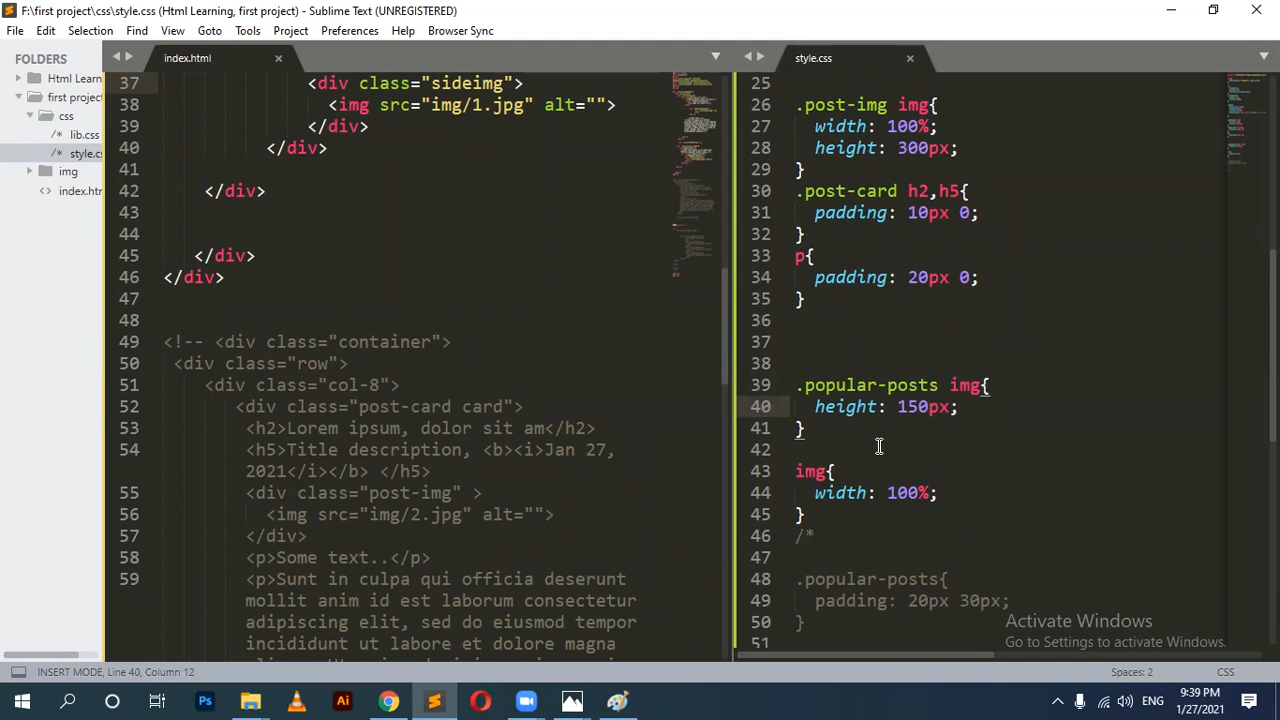 F:\first project\css\style.css (Html Learning, first project) - Sublime Text (UNREGISTERED)
File Edit Selection Find View Goto Tools Project Preferences Help Browser Sync
FOLDERS
Html Learn
first project
css
/* lib.css
/* style.cs
img
<> index.htm
index.html
37 <div class="sideimg">
38 <img src="img/1.jpg" alt="">
39 </div>
40 </div>
41
42 </div>
43
44
45 </div>
46 </div>
47
48
49 <!-- <div class="container">
50 <div class="row">
51 <div class="col-8">
52 <div class="post-card card">
53 <h2>Lorem ipsum, dolor sit am</h2>
54 <h5>Title description, <b><i>Jan 27,
2021</i></b> </h5>
55 <div class="post-img" >
56 <img src="img/2.jpg" alt="">
57 </div>
58 <p>Some text..</p>
59 <p>Sunt in culpa qui officia deserunt
mollit anim id est laborum consectetur
adipiscing elit, sed do eiusmod tempor
incididunt ut labore et dolore magna
style.css
25
26 .post-img img{
27 width: 100%;
28 height: 300px;
29 }
30 .post-card h2,h5{
31 padding: 10px 0;
32 }
33 p{
34 padding: 20px 0;
35 }
36
37
38
39 .popular-posts img{
40 height: 150px;
41 }
42
43 img{
44 width: 100%;
45 }
46 /*
47
48 .popular-posts{
49 padding: 20px 30px;
50 }
51
Activate Windows
Go to Settings to activate Windows.
INSERT MODE, Line 40, Column 12
Spaces: 2
CSS
Ps
Ai
ENG
9:39 PM
1/27/2021